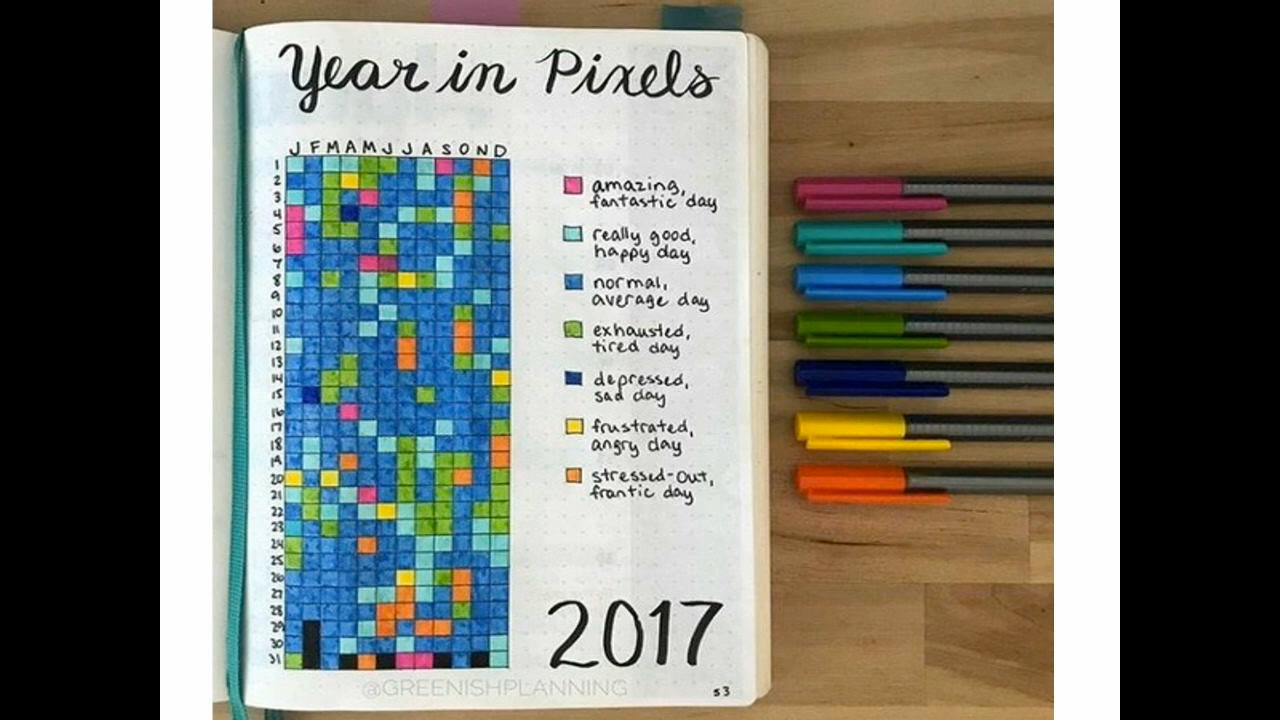 Year in Pixels
J F M A M J J A S O N D
1
2
3
4
5
6
7
8
9
10
11
12
13
14
15
16
17
18
19
20
21
22
23
24
25
26
27
28
29
30
31
amazing,
fantastic day
really good,
happy day
normal,
average day
exhausted,
tired day
depressed,
sad day
frustrated,
angry day
stressed-out,
frantic day
2017
@GREENISHPLANNING
53